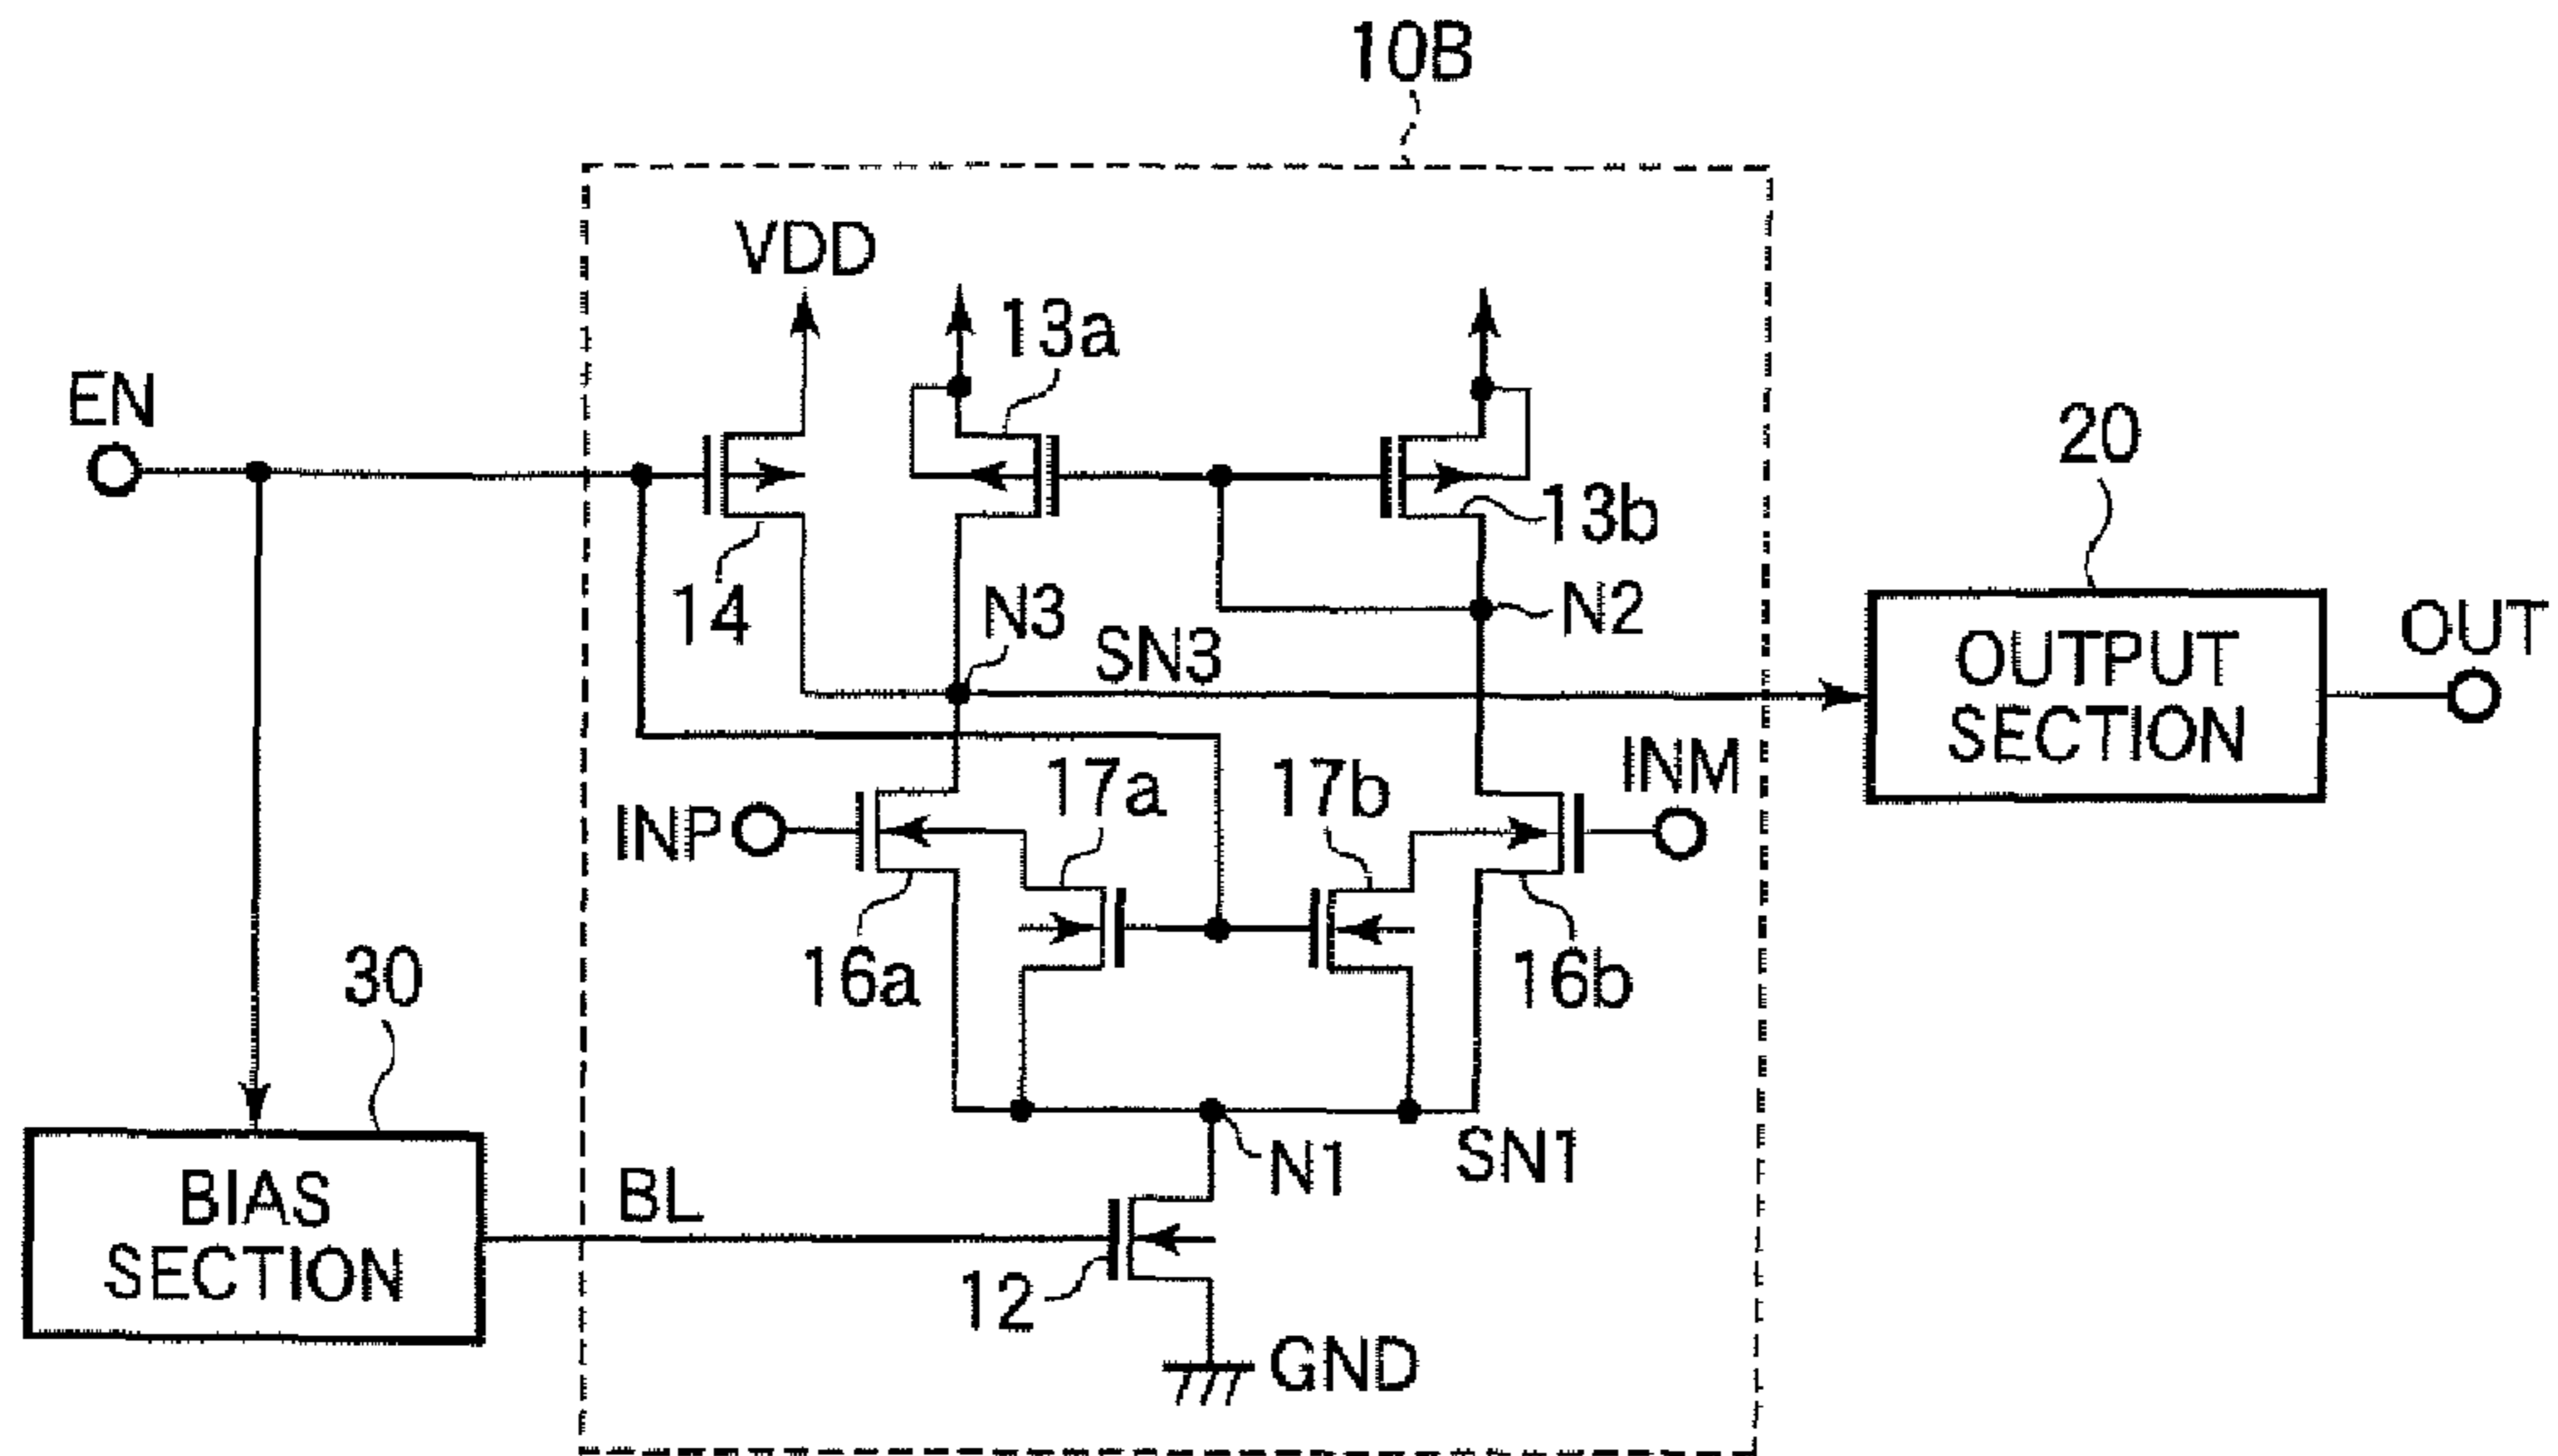 10B
VDD
13a
EN
20
13b
14
N3
N2
SN3
OUTPUT
SECTION
OUT
17a
17b
INM
INP
16a
16b
30
N1
SN1
BIAS
SECTION
BL
12
GND